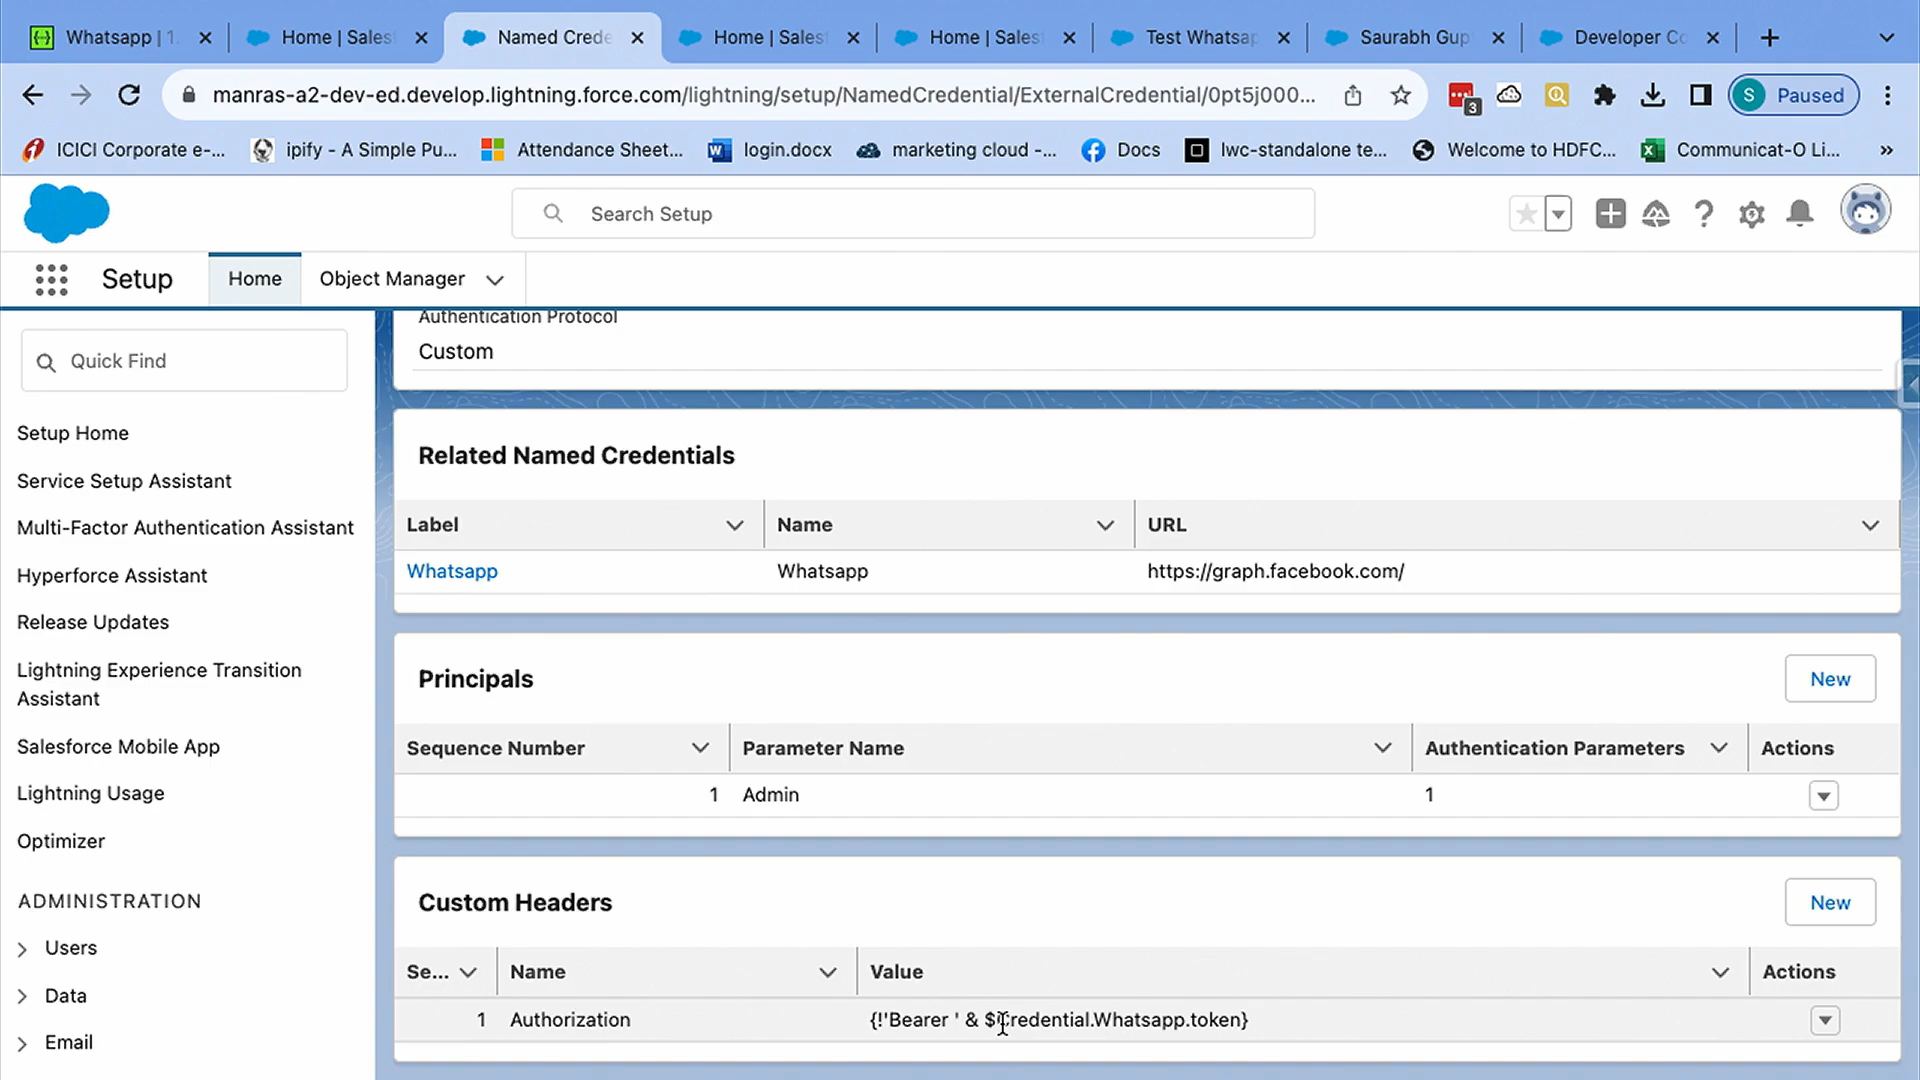 Whatsapp | 1.
Home | Sales
Named Crede
Home | Sales
Home | Sales
Test Whatsap
Saurabh Gup
Developer Co
manras-a2-dev-ed.develop.lightning.force.com/lightning/setup/NamedCredential/ExternalCredential/0pt5j000...
3
S
Paused
ICICI Corporate e-...
ipify - A Simple Pu...
Attendance Sheet...
login.docx
marketing cloud -...
Docs
lwc-standalone te...
Welcome to HDFC...
Communicat-O Li...
»
Search Setup
Setup
Home
Object Manager
Quick Find
Setup Home
Service Setup Assistant
Multi-Factor Authentication Assistant
Hyperforce Assistant
Release Updates
Lightning Experience Transition
Assistant
Salesforce Mobile App
Lightning Usage
Optimizer
ADMINISTRATION
Users
Data
Email
Authentication Protocol
Custom
Related Named Credentials
Label Name URL
Whatsapp Whatsapp https://graph.facebook.com/
Principals
New
Sequence Number Parameter Name Authentication Parameters Actions
1 Admin 1
Custom Headers
New
Se... Name Value Actions
1 Authorization {!'Bearer ' & $Credential.Whatsapp.token}